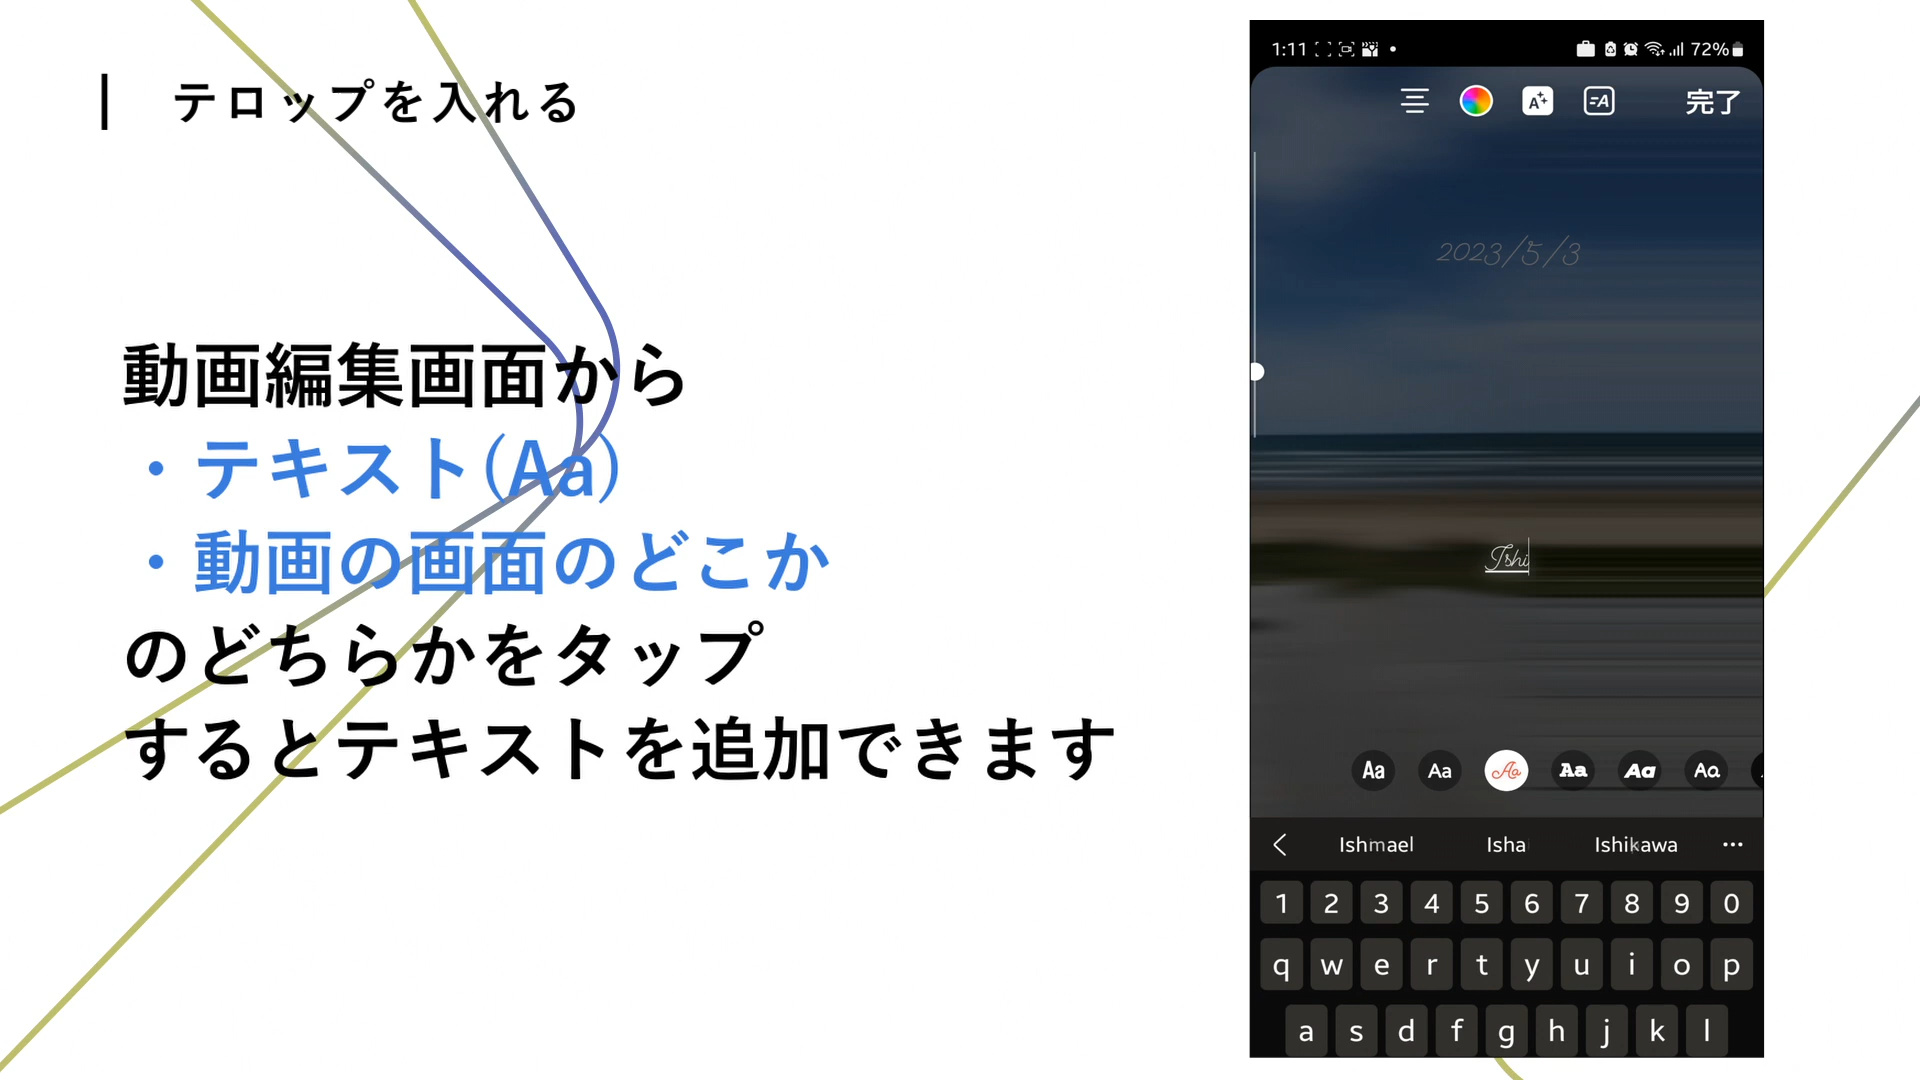 テロップを入れる
動画編集画面から
・テキスト(Aa)
・動画の画面のどこか
のどちらかをタップ
するとテキストを追加できます
1:11
72%
完了
2023/5/3
Ishi
Aa Aa Aa Aa Aa Aa
Ishmael Isha Ishikawa ...
1 2 3 4 5 6 7 8 9 0
q w e r t y u i o p
a s d f g h j k l